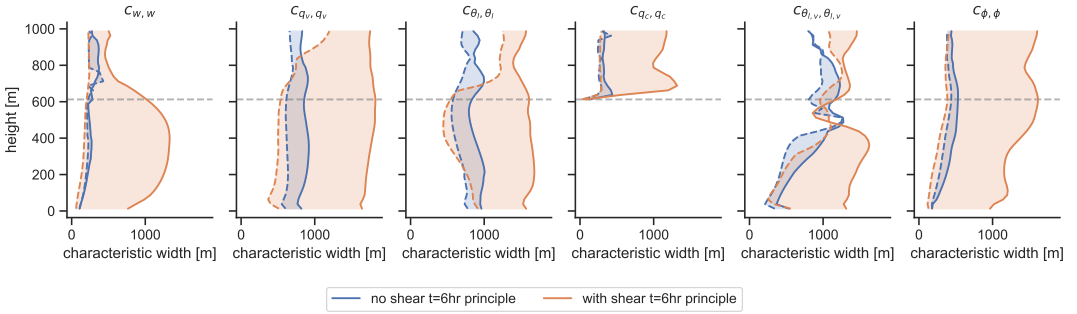 C_{w, w} C_{q_v, q_v} C_{θ_l, θ_l} C_{q_c, q_c} C_{θ_{l, v}, θ_{l, v}} C_{ϕ, ϕ}
1000
800
600
400
200
0
height [m]
0 1000 0 1000 0 1000 0 1000 0 1000 0 1000
characteristic width [m] characteristic width [m] characteristic width [m] characteristic width [m] characteristic width [m] characteristic width [m]
no shear t=6hr principle with shear t=6hr principle